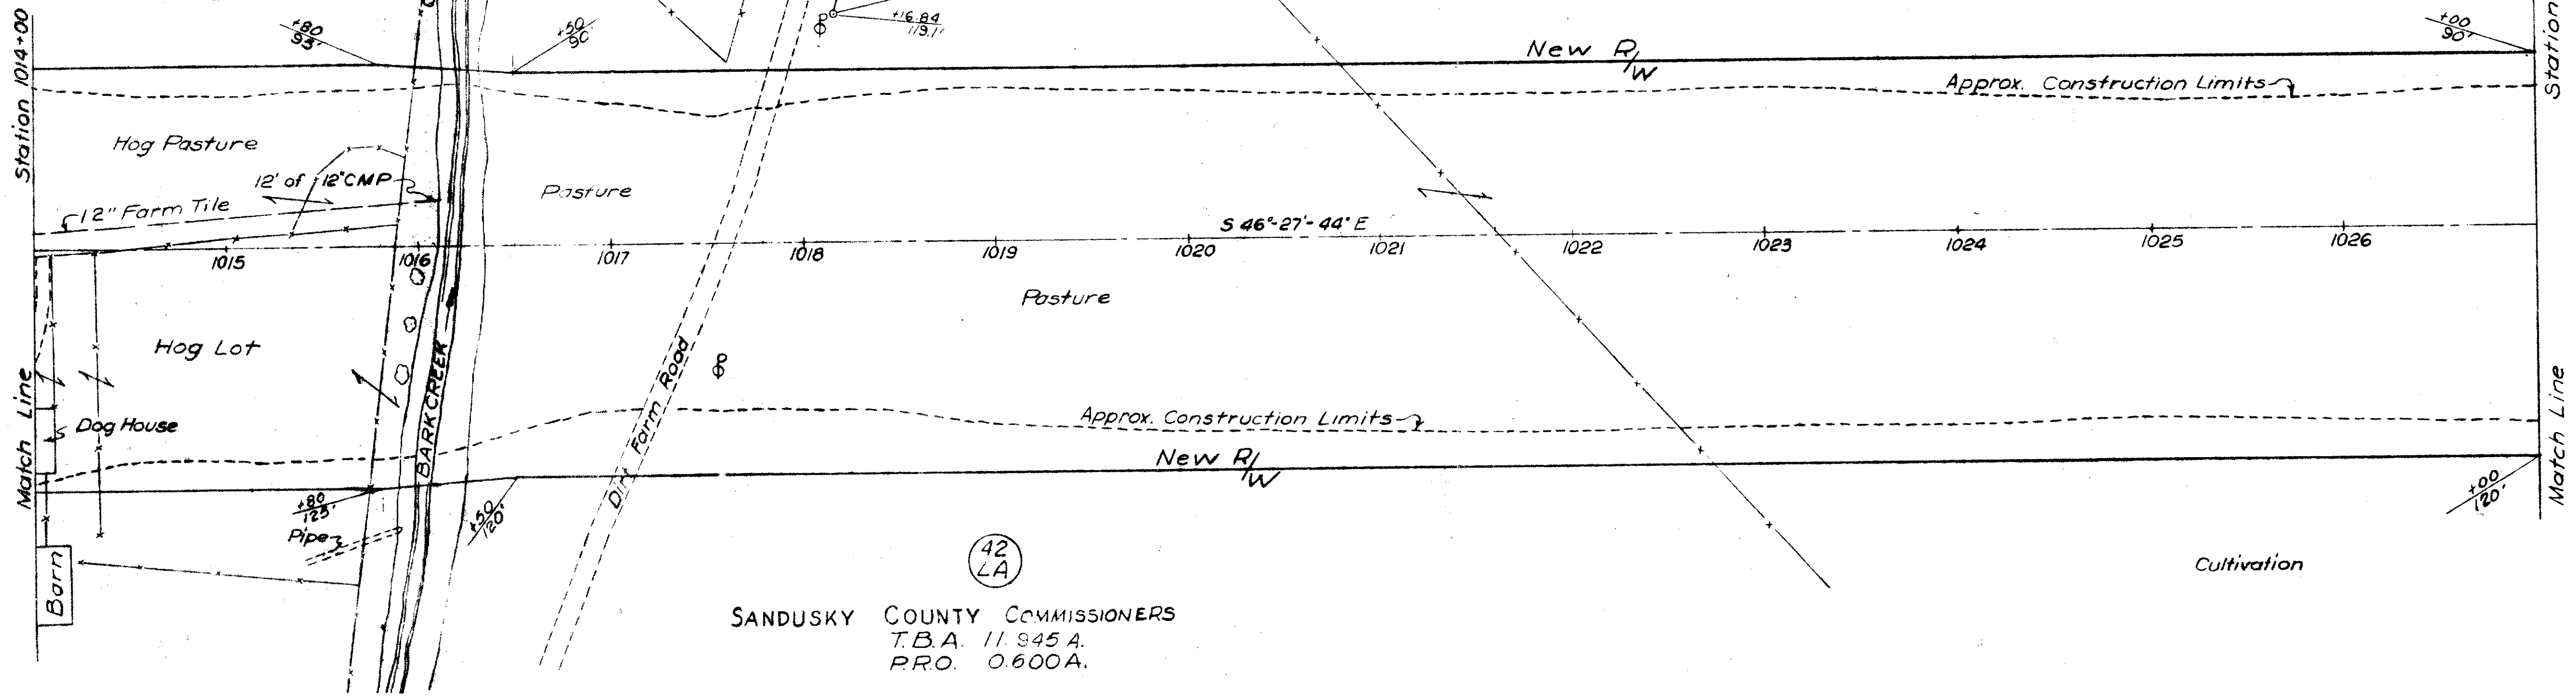 Station 1014+00
+80
95'
+50
90'
+16.84
119.1'
New R/W
+00
90'
Station
Approx. Construction Limits
Hog Pasture
12' of 12"CMP
Pasture
12" Farm Tile
S 46°-27'-44" E
1015
1016
1017
1018
1019
1020
1021
1022
1023
1024
1025
1026
Pasture
Hog Lot
BARK CREEK
Dirt Farm Road
Match Line
Dog House
Approx. Construction Limits
New R/W
Match Line
+80
125'
+50
120'
+00
120'
Pipe
Barn
42
LA
Cultivation
SANDUSKY COUNTY COMMISSIONERS
T.B.A. 11.945 A.
P.R.O. 0.600 A.